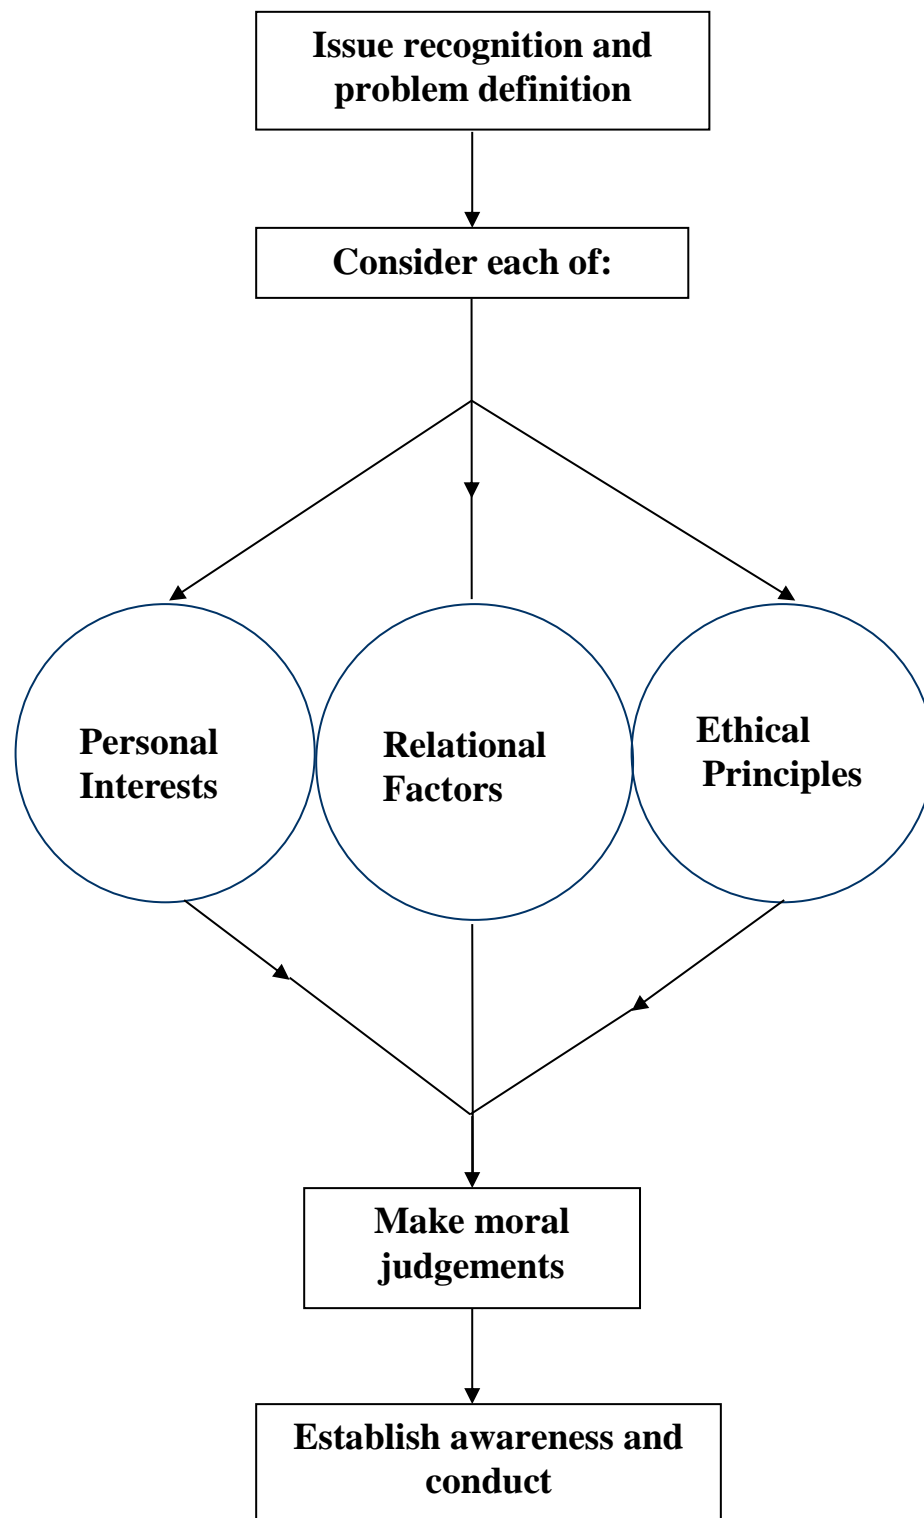 Issue recognition and
problem definition
Consider each of:
Personal
Interests
Relational
Factors
Ethical
Principles
Make moral
judgements
Establish awareness and
conduct